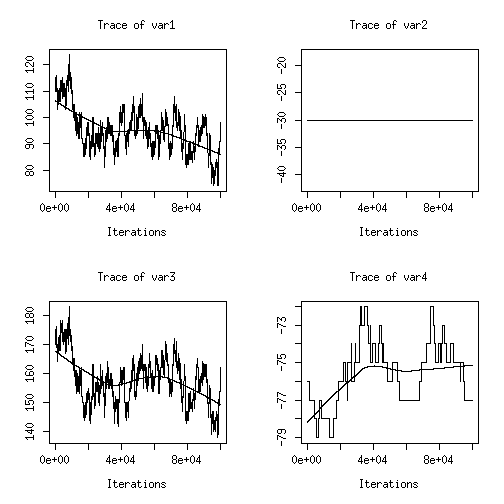 Trace of var1
120
110
100
90
80
0e+00 4e+04 8e+04
Iterations
Trace of var2
-20
-25
-30
-35
-40
0e+00 4e+04 8e+04
Iterations
Trace of var3
180
170
160
150
140
0e+00 4e+04 8e+04
Iterations
Trace of var4
-73
-75
-77
-79
0e+00 4e+04 8e+04
Iterations